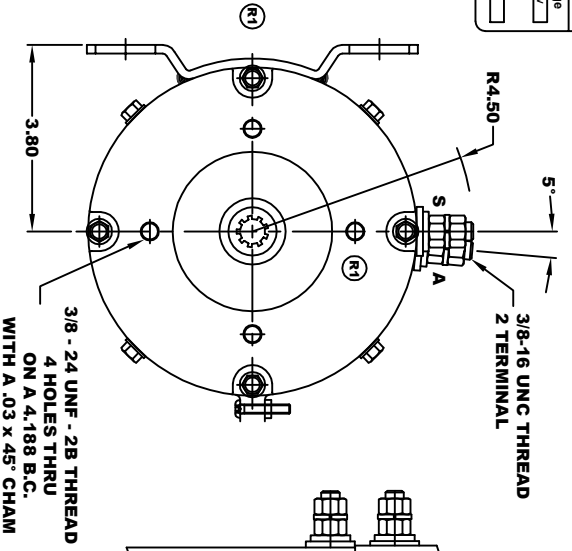 R1
R4.50
5°
S
A
3/8-16 UNC THREAD
2 TERMINAL
R1
3.80
3/8 - 24 UNF - 2B THREAD
4 HOLES THRU
ON A 4.188 B.C.
WITH A .03 x 45° CHAM